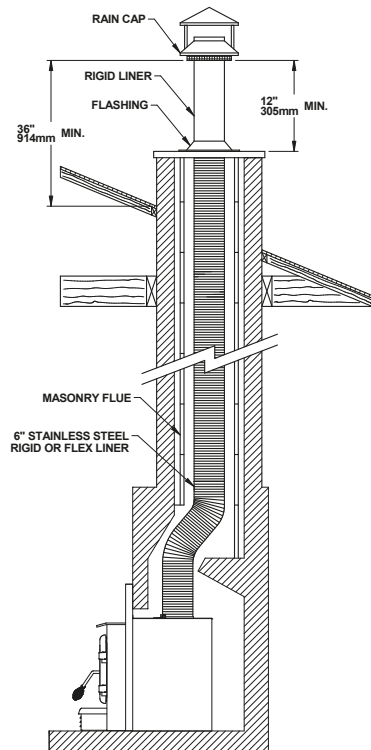 RAIN CAP
RIGID LINER
FLASHING
36"
914mm MIN.
12"
305mm MIN.
MASONRY FLUE
6" STAINLESS STEEL
RIGID OR FLEX LINER